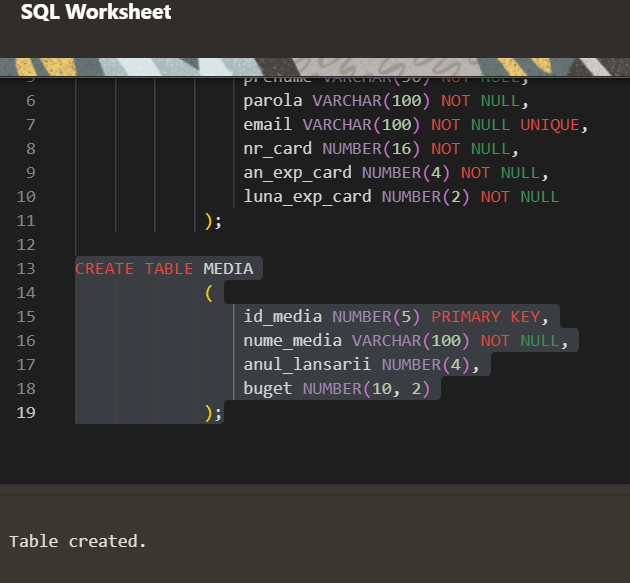 SQL Worksheet
prename VARCHAR(50) NOT NULL,
6 parola VARCHAR(100) NOT NULL,
7 email VARCHAR(100) NOT NULL UNIQUE,
8 nr_card NUMBER(16) NOT NULL,
9 an_exp_card NUMBER(4) NOT NULL,
10 luna_exp_card NUMBER(2) NOT NULL
11 );
12
13 CREATE TABLE MEDIA
14 (
15 id_media NUMBER(5) PRIMARY KEY,
16 nume_media VARCHAR(100) NOT NULL,
17 anul_lansarii NUMBER(4),
18 buget NUMBER(10, 2)
19 );
Table created.